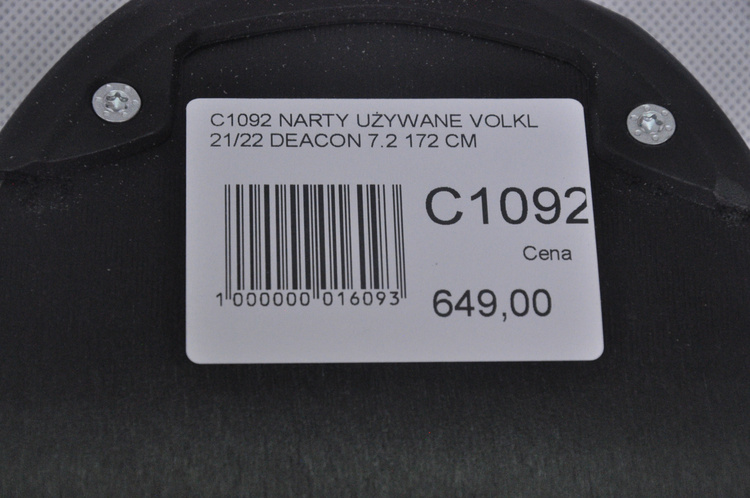 C1092 NARTY UŻYWANE VOLKL
21/22 DEACON 7.2 172 CM
C1092
Cena
649,00
1 000000 016093